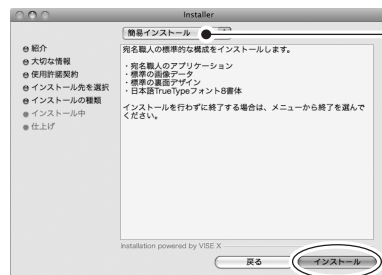 Installer
簡易インストール
紹介
大切な情報
使用許諾契約
インストール先を選択
インストールの種類
インストール中
仕上げ
宛名職人の標準的な構成をインストールします。
・宛名職人のアプリケーション
・標準の画像データ
・標準の裏面デザイン
・日本語TrueTypeフォント8書体
インストールを行わずに終了する場合は、メニューから終了を選んで
ください。
Installation powered by VISE X
戻る
インストール